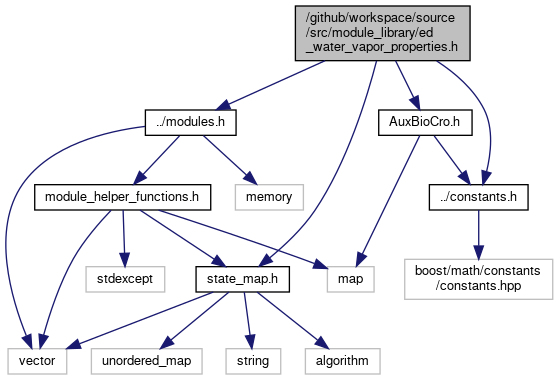 /github/workspace/source
/src/module_library/ed
_water_vapor_properties.h
../modules.h
AuxBioCro.h
module_helper_functions.h
memory
../constants.h
stdexcept
state_map.h
map
boost/math/constants
/constants.hpp
vector
unordered_map
string
algorithm